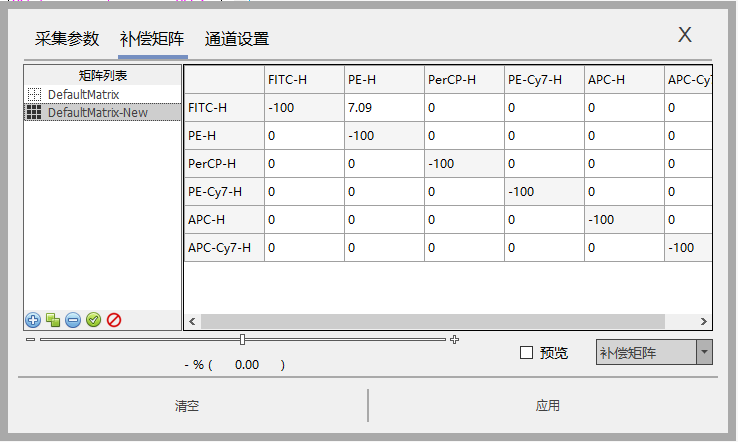 采集参数 补偿矩阵 通道设置 X
矩阵列表
DefaultMatrix
DefaultMatrix-New
FITC-H PE-H PerCP-H PE-Cy7-H APC-H APC-Cy7
FITC-H -100 7.09 0 0 0 0
PE-H 0 -100 0 0 0 0
PerCP-H 0 0 -100 0 0 0
PE-Cy7-H 0 0 0 -100 0 0
APC-H 0 0 0 0 -100 0
APC-Cy7-H 0 0 0 0 0 -100
预览 补偿矩阵
- % ( 0.00 )
清空 应用